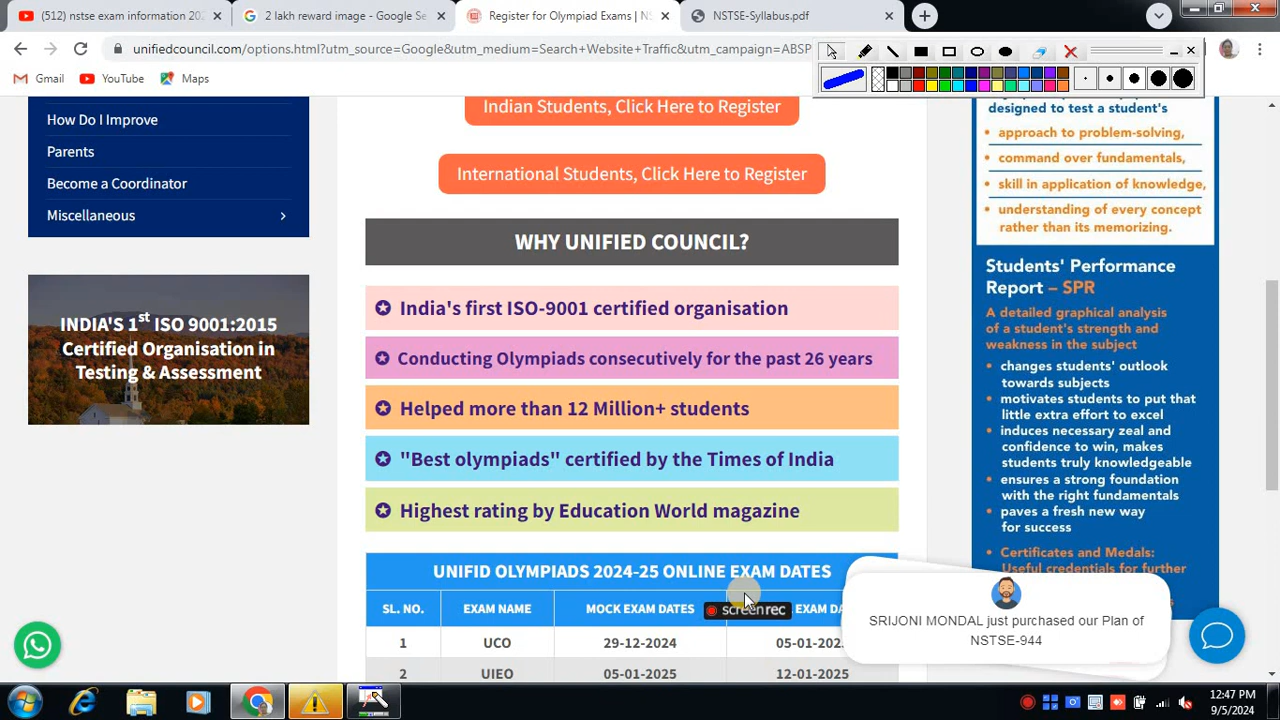 (512) nstse exam information 202
2 lakh reward image - Google Se
Register for Olympiad Exams | NS
NSTSE-Syllabus.pdf
unifiedcouncil.com/options.html?utm_source=Google&utm_medium=Search+Website+Traffic&utm_campaign=ABSP
Gmail
YouTube
Maps
How Do I Improve
Parents
Become a Coordinator
Miscellaneous
INDIA'S 1st ISO 9001:2015
Certified Organisation in
Testing & Assessment
Indian Students, Click Here to Register
International Students, Click Here to Register
WHY UNIFIED COUNCIL?
India's first ISO-9001 certified organisation
Conducting Olympiads consecutively for the past 26 years
Helped more than 12 Million+ students
"Best olympiads" certified by the Times of India
Highest rating by Education World magazine
UNIFID OLYMPIADS 2024-25 ONLINE EXAM DATES
SL. NO. EXAM NAME MOCK EXAM DATES EXAM DA
screenrec
1 UCO 29-12-2024 05-01-202
2 UIEO 05-01-2025 12-01-2025
designed to test a student's
• approach to problem-solving,
• command over fundamentals,
• skill in application of knowledge,
• understanding of every concept
rather than its memorizing.
Students' Performance
Report – SPR
A detailed graphical analysis
of a student's strength and
weakness in the subject
• changes students' outlook
towards subjects
• motivates students to put that
little extra effort to excel
• induces necessary zeal and
confidence to win, makes
students truly knowledgeable
• ensures a strong foundation
with the right fundamentals
• paves a fresh new way
for success
• Certificates and Medals:
Useful credentials for further
SRIJONI MONDAL just purchased our Plan of
NSTSE-944
12:47 PM
9/5/2024